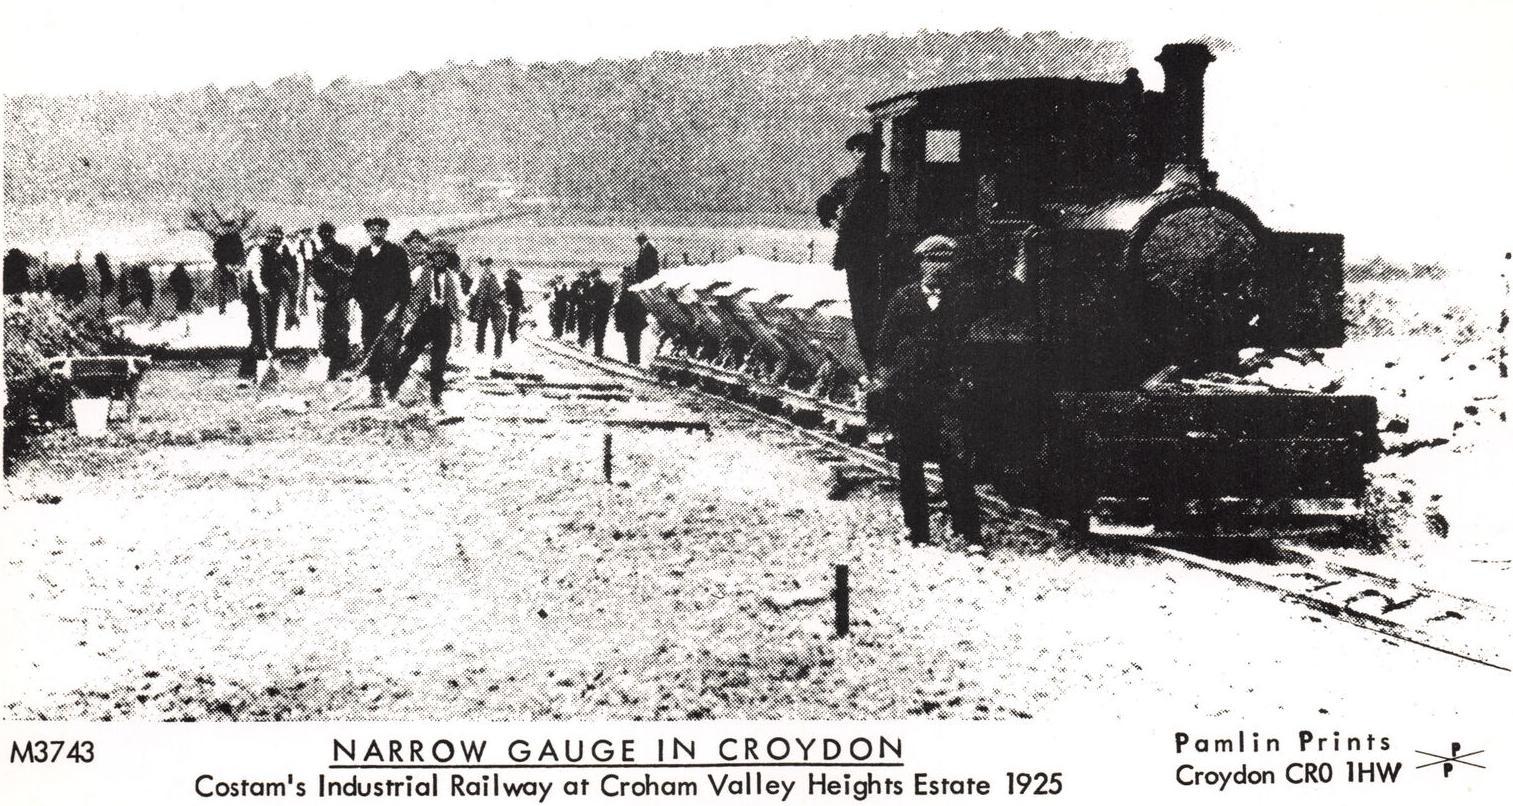 M3743
NARROW GAUGE IN CROYDON
Costam's Industrial Railway at Croham Valley Heights Estate 1925
Pamlin Prints
Croydon CR0 1HW
P
P